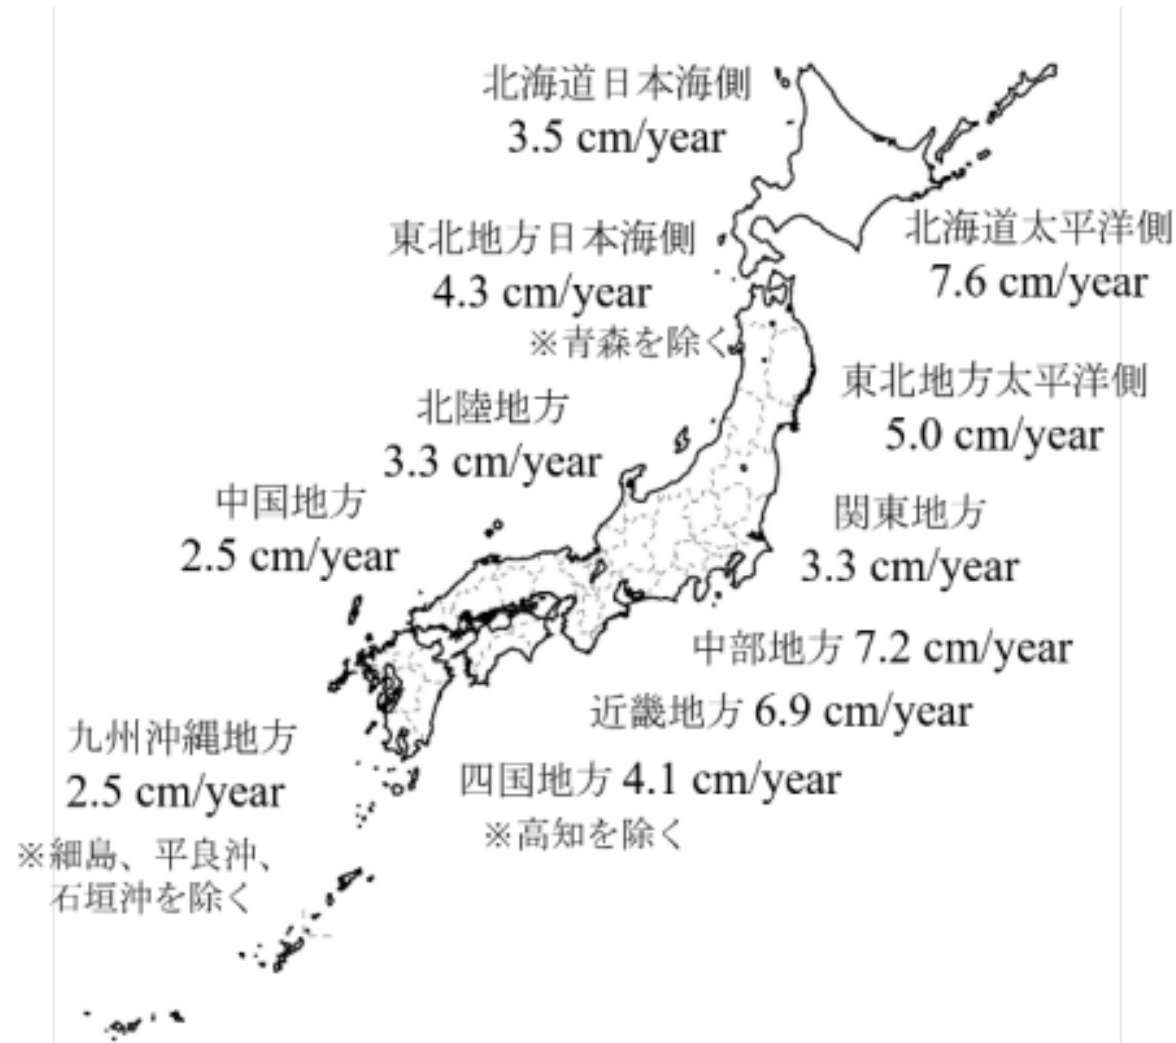 北海道日本海側
3.5 cm/year
北海道太平洋側
7.6 cm/year
東北地方日本海側
4.3 cm/year
※青森を除く
東北地方太平洋側
5.0 cm/year
北陸地方
3.3 cm/year
関東地方
3.3 cm/year
中国地方
2.5 cm/year
中部地方 7.2 cm/year
近畿地方 6.9 cm/year
四国地方 4.1 cm/year
※高知を除く
九州沖縄地方
2.5 cm/year
※細島、平良沖、
石垣沖を除く